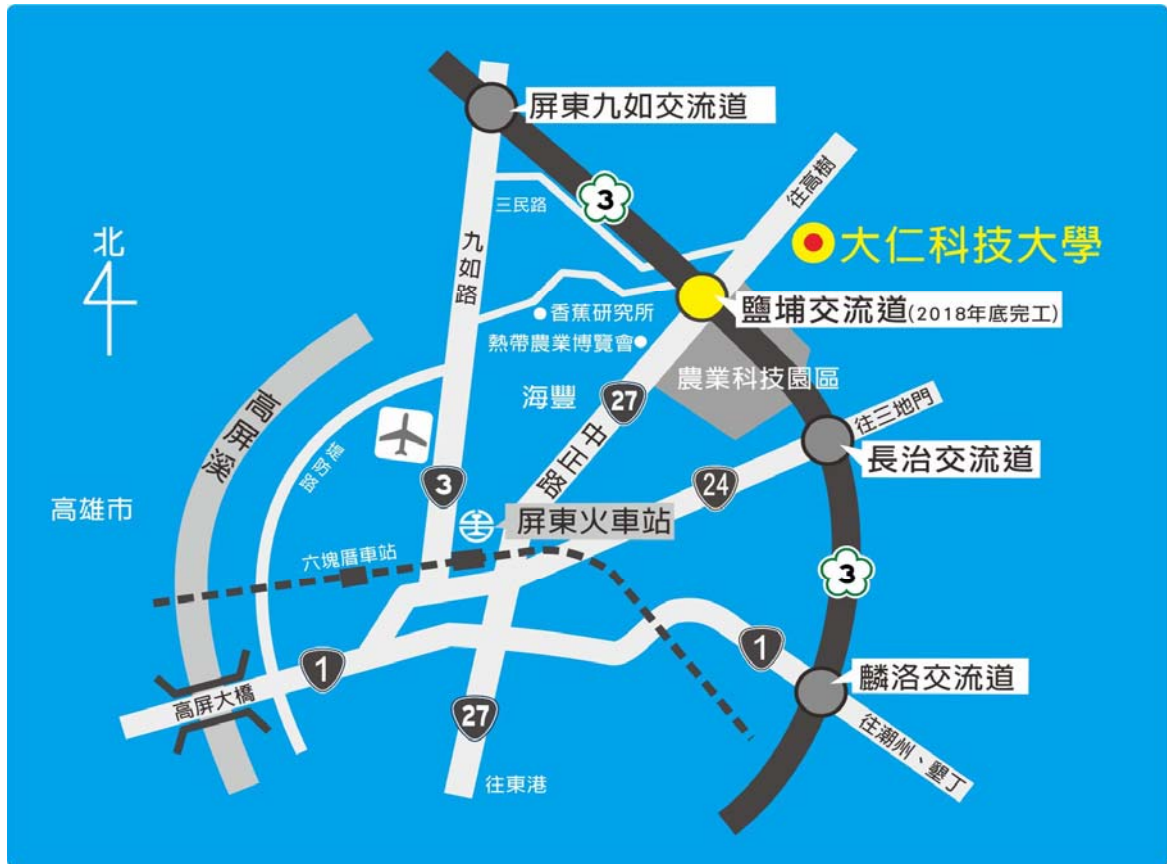 屏東九如交流道
往高樹
3
三民路
大仁科技大學
北
九如路
鹽埔交流道(2018年底完工)
香蕉研究所
熱帶農業博覽會
農業科技園區
海豐
27
往三地門
高屏溪
中正路
長治交流道
堤防路
3
24
高雄市
屏東火車站
六塊厝車站
3
1
1
麟洛交流道
高屏大橋
27
往潮州、墾丁
往東港